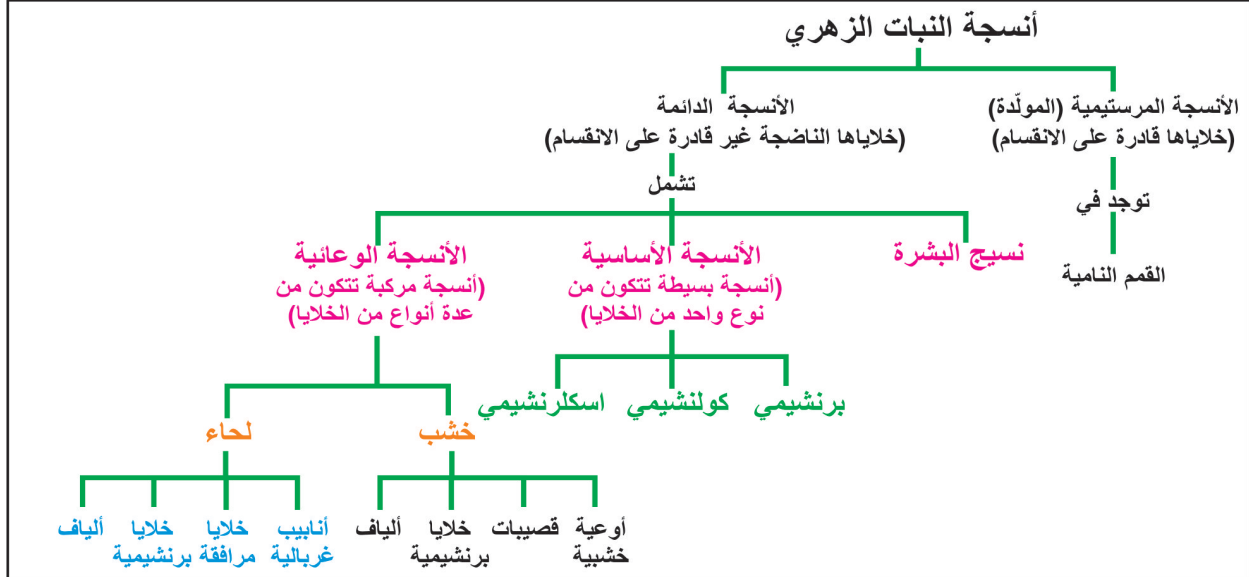 أنسجة النبات الزهري
الأنسجة المرستيمية (المولّدة)
(خلاياها قادرة على الانقسام)
توجد في
القمم النامية
الأنسجة الدائمة
(خلاياها الناضجة غير قادرة على الانقسام)
تشمل
نسيج البشرة
الأنسجة الأساسية
(أنسجة بسيطة تتكون من
نوع واحد من الخلايا)
برنشيمي
كولنشيمي
اسكلرنشيمي
الأنسجة الوعائية
(أنسجة مركبة تتكون من
عدة أنواع من الخلايا)
خشب
أوعية
خشبية
قصيبات
خلايا
برنشيمية
ألياف
لحاء
أنابيب
غربالية
خلايا
مرافقة
خلايا
برنشيمية
ألياف